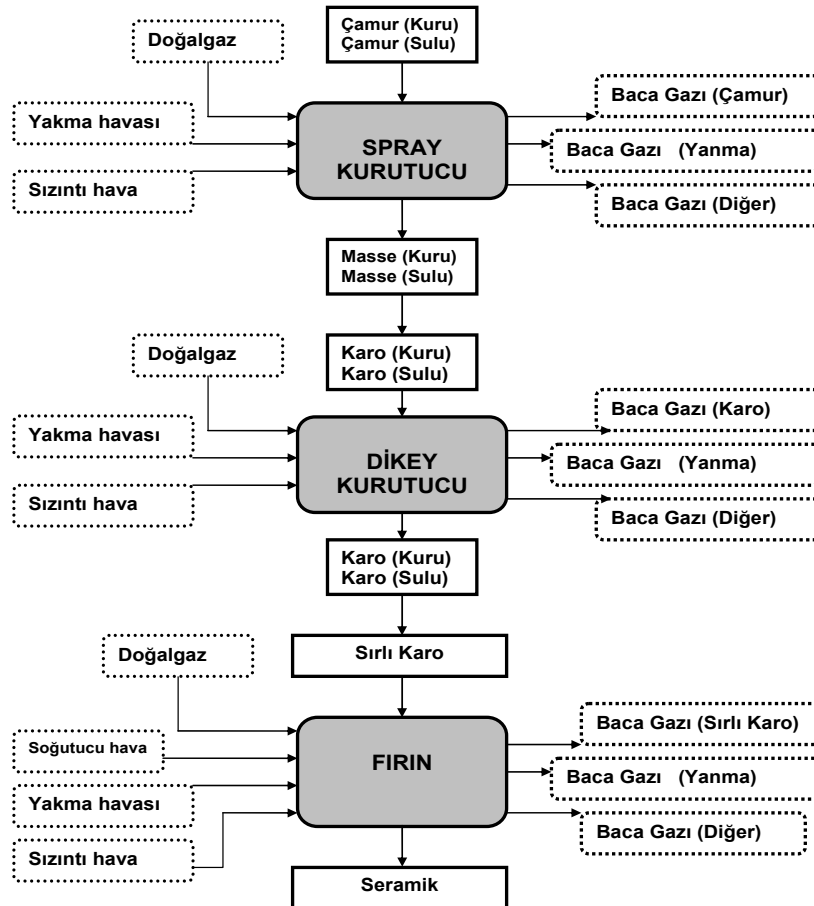 Doğalgaz
Çamur (Kuru)
Çamur (Sulu)
Yakma havası
Sızıntı hava
SPRAY
KURUTUCU
Baca Gazı (Çamur)
Baca Gazı (Yanma)
Baca Gazı (Diğer)
Masse (Kuru)
Masse (Sulu)
Karo (Kuru)
Karo (Sulu)
Doğalgaz
Yakma havası
Sızıntı hava
DİKEY
KURUTUCU
Baca Gazı (Karo)
Baca Gazı (Yanma)
Baca Gazı (Diğer)
Karo (Kuru)
Karo (Sulu)
Sırlı Karo
Doğalgaz
Soğutucu hava
Yakma havası
Sızıntı hava
FIRIN
Baca Gazı (Sırlı Karo)
Baca Gazı (Yanma)
Baca Gazı (Diğer)
Seramik